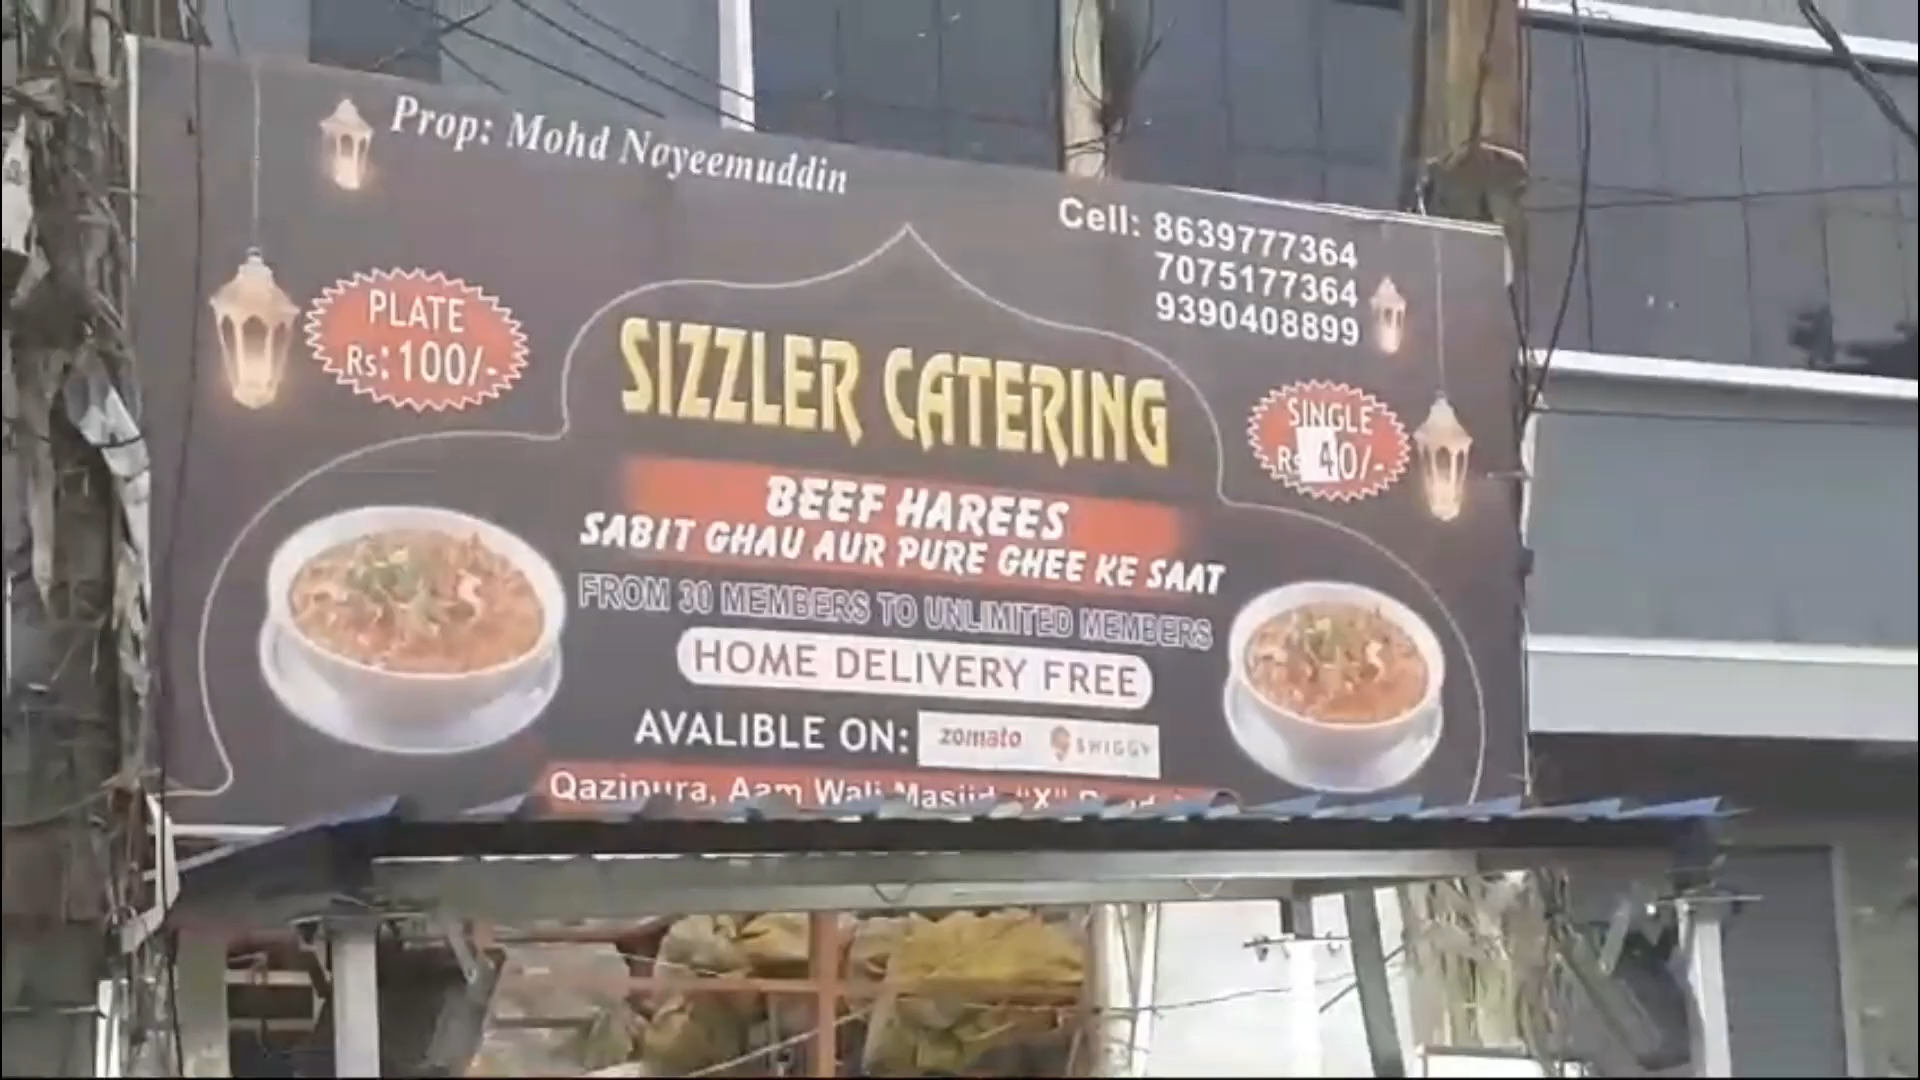 Prop: Mohd Nayeemuddin
Cell: 8639777364
7075177364
9390408899
PLATE
Rs: 100/-
SIZZLER CATERING
SINGLE
Rs 40/-
BEEF HAREES
SABIT GHAU AUR PURE GHEE KE SAAT
FROM 30 MEMBERS TO UNLIMITED MEMBERS
HOME DELIVERY FREE
AVALIBLE ON: zomato SWIGGY
Qazipura, Aam Wali Masjid, "X" Road,